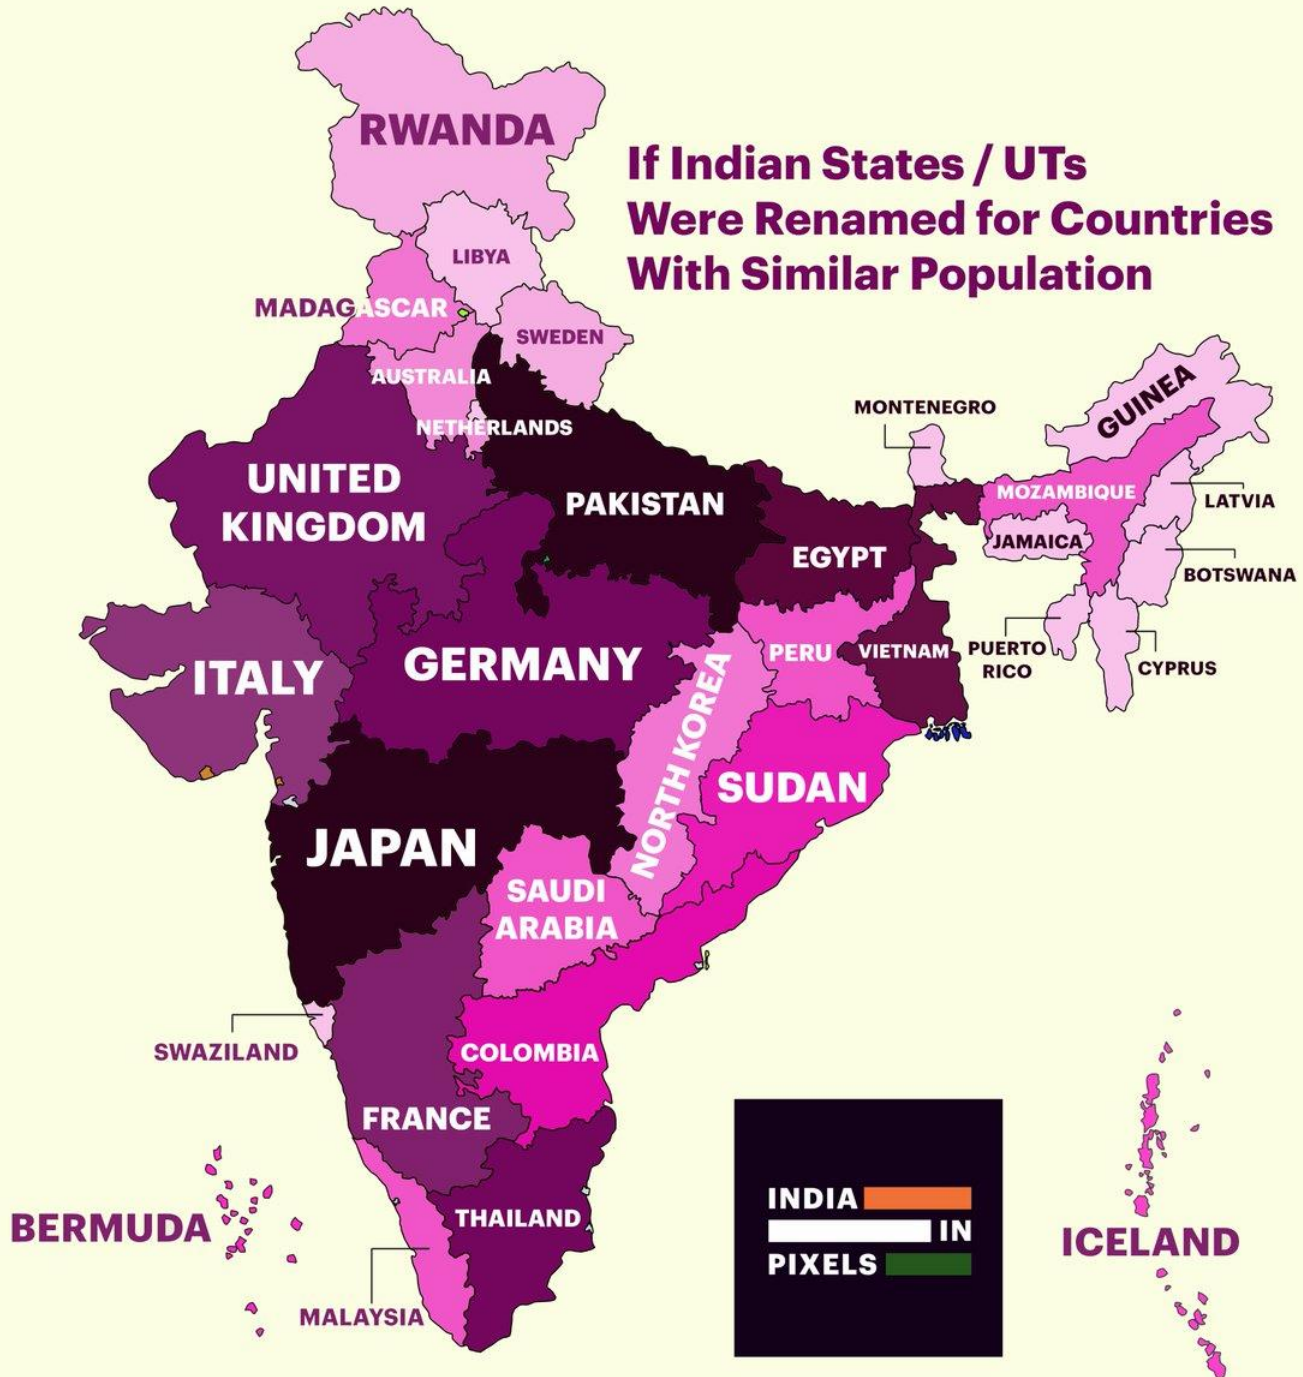 RWANDA
If Indian States / UTs
Were Renamed for Countries
With Similar Population
LIBYA
MADAGASCAR
SWEDEN
AUSTRALIA
NETHERLANDS
MONTENEGRO
GUINEA
UNITED
KINGDOM
PAKISTAN
MOZAMBIQUE
LATVIA
EGYPT
JAMAICA
BOTSWANA
ITALY
GERMANY
PERU
VIETNAM
PUERTO
RICO
CYPRUS
NORTH KOREA
SUDAN
JAPAN
SAUDI
ARABIA
SWAZILAND
COLOMBIA
FRANCE
BERMUDA
THAILAND
MALAYSIA
INDIA
IN
PIXELS
ICELAND